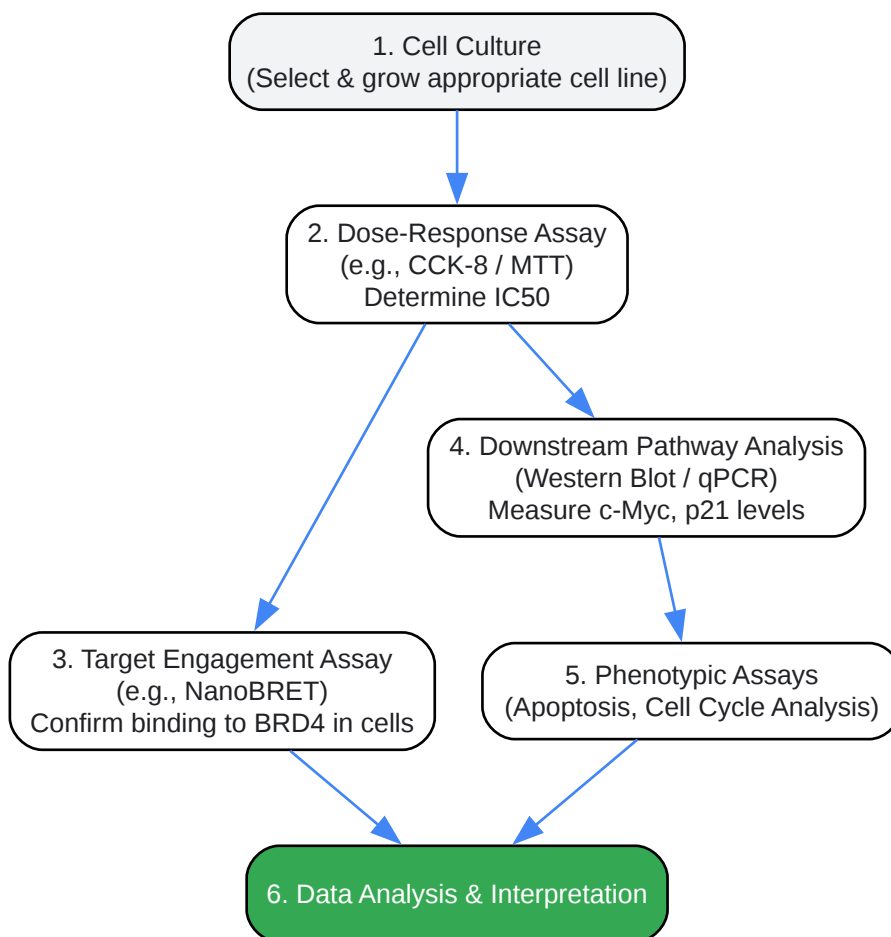 1. Cell Culture
(Select & grow appropriate cell line)
2. Dose-Response Assay
(e.g., CCK-8 / MTT)
Determine IC50
4. Downstream Pathway Analysis
(Western Blot / qPCR)
Measure c-Myc, p21 levels
3. Target Engagement Assay
(e.g., NanoBRET)
Confirm binding to BRD4 in cells
5. Phenotypic Assays
(Apoptosis, Cell Cycle Analysis)
6. Data Analysis & Interpretation